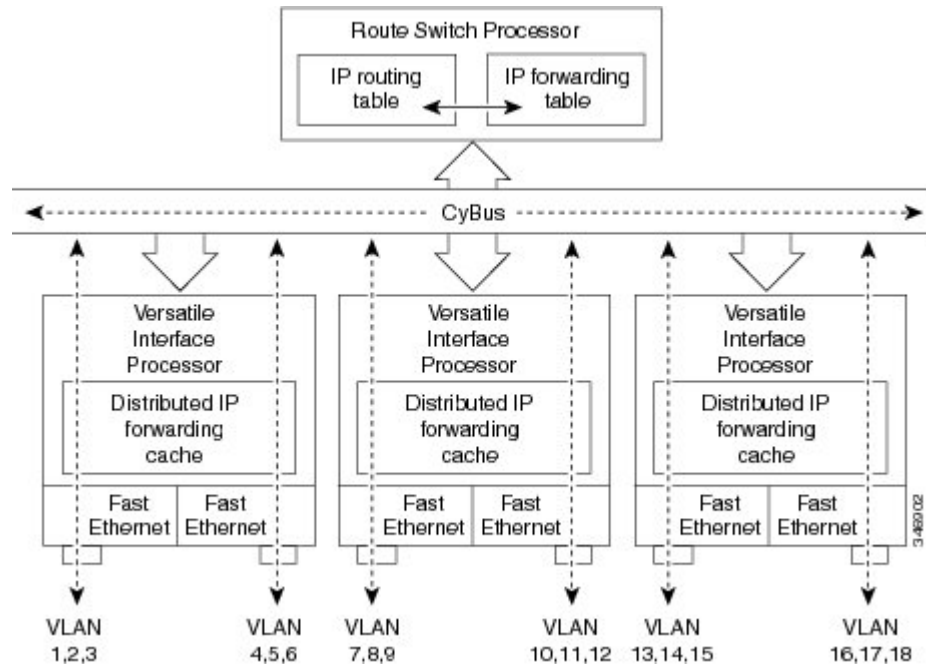 Route Switch Processor
IP routing
table
IP forwarding
table
CyBus
Versatile
Interface
Processor
Distributed IP
forwarding
cache
Fast
Ethernet
Fast
Ethernet
Versatile
Interface
Processor
Distributed IP
forwarding
cache
Fast
Ethernet
Fast
Ethernet
Versatile
Interface
Processor
Distributed IP
forwarding
cache
Fast
Ethernet
Fast
Ethernet
346902
VLAN
1,2,3
VLAN
4,5,6
VLAN
7,8,9
VLAN
10,11,12
VLAN
13,14,15
VLAN
16,17,18